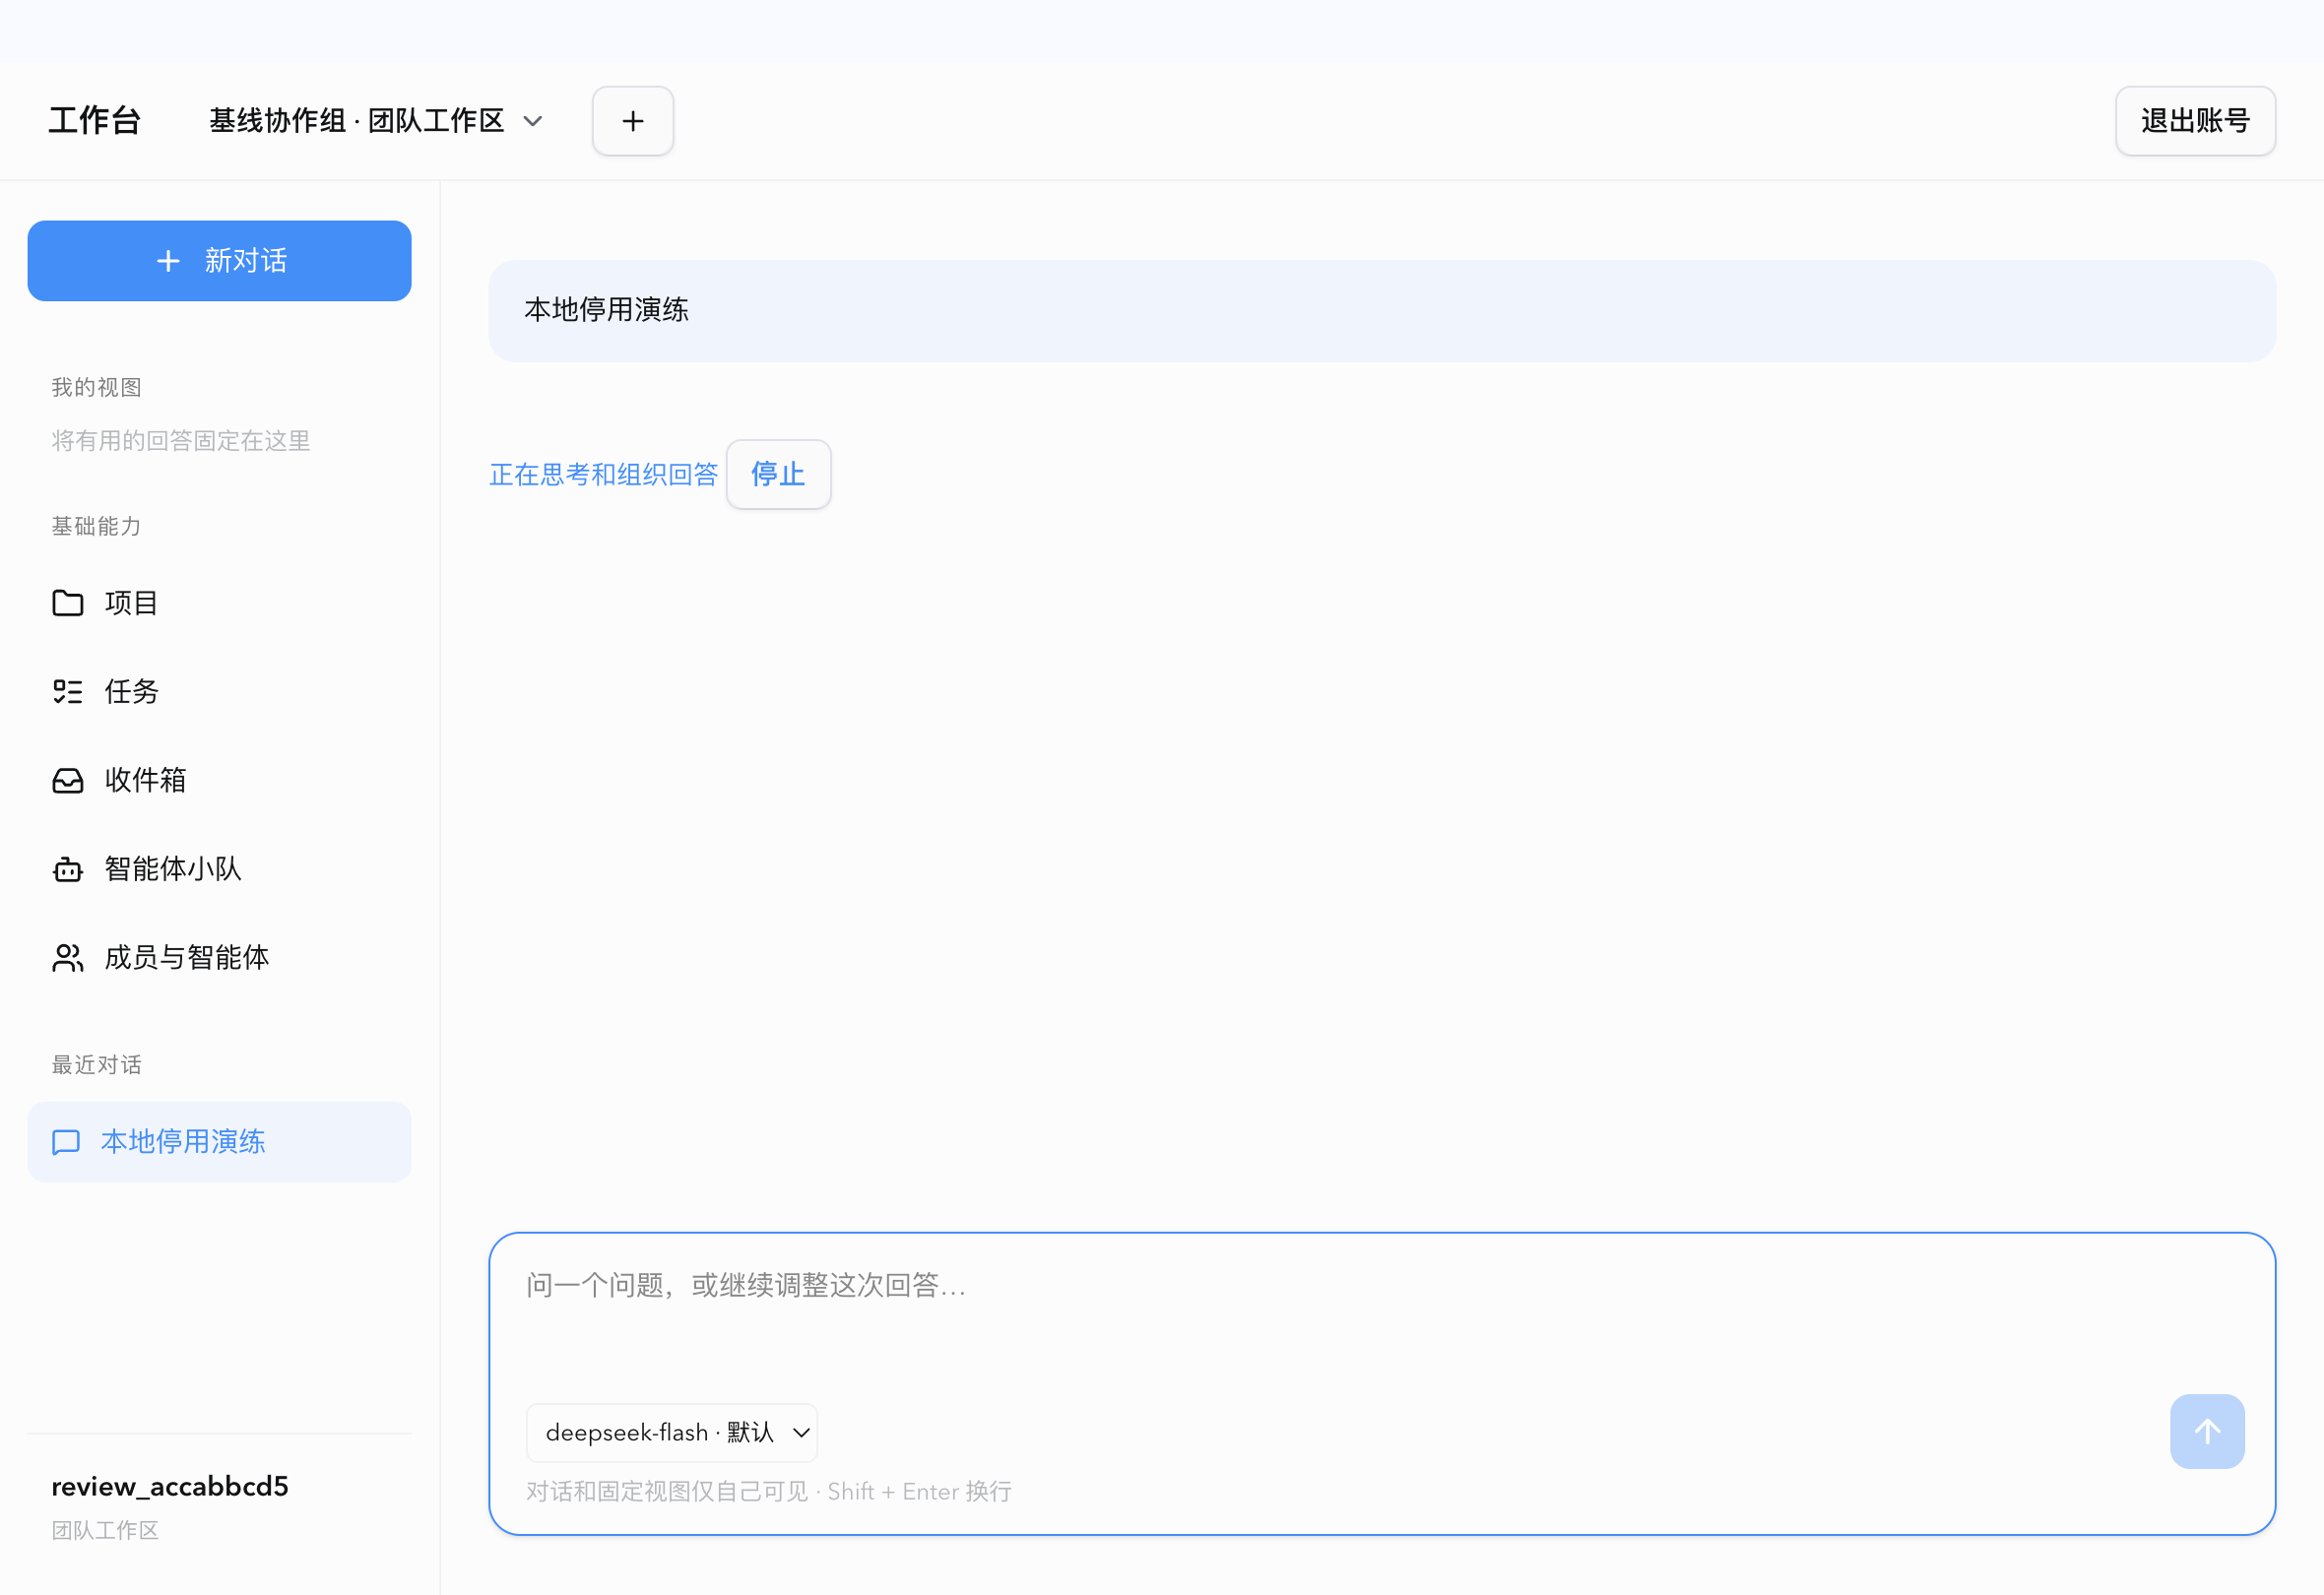 工作台
基线协作组 · 团队工作区
退出账号
新对话
我的视图
将有用的回答固定在这里
基础能力
项目
任务
收件箱
智能体小队
成员与智能体
最近对话
本地停用演练
review_accabbcd5
团队工作区
本地停用演练
正在思考和组织回答 停止
问一个问题，或继续调整这次回答…
deepseek-flash · 默认
对话和固定视图仅自己可见 · Shift + Enter 换行